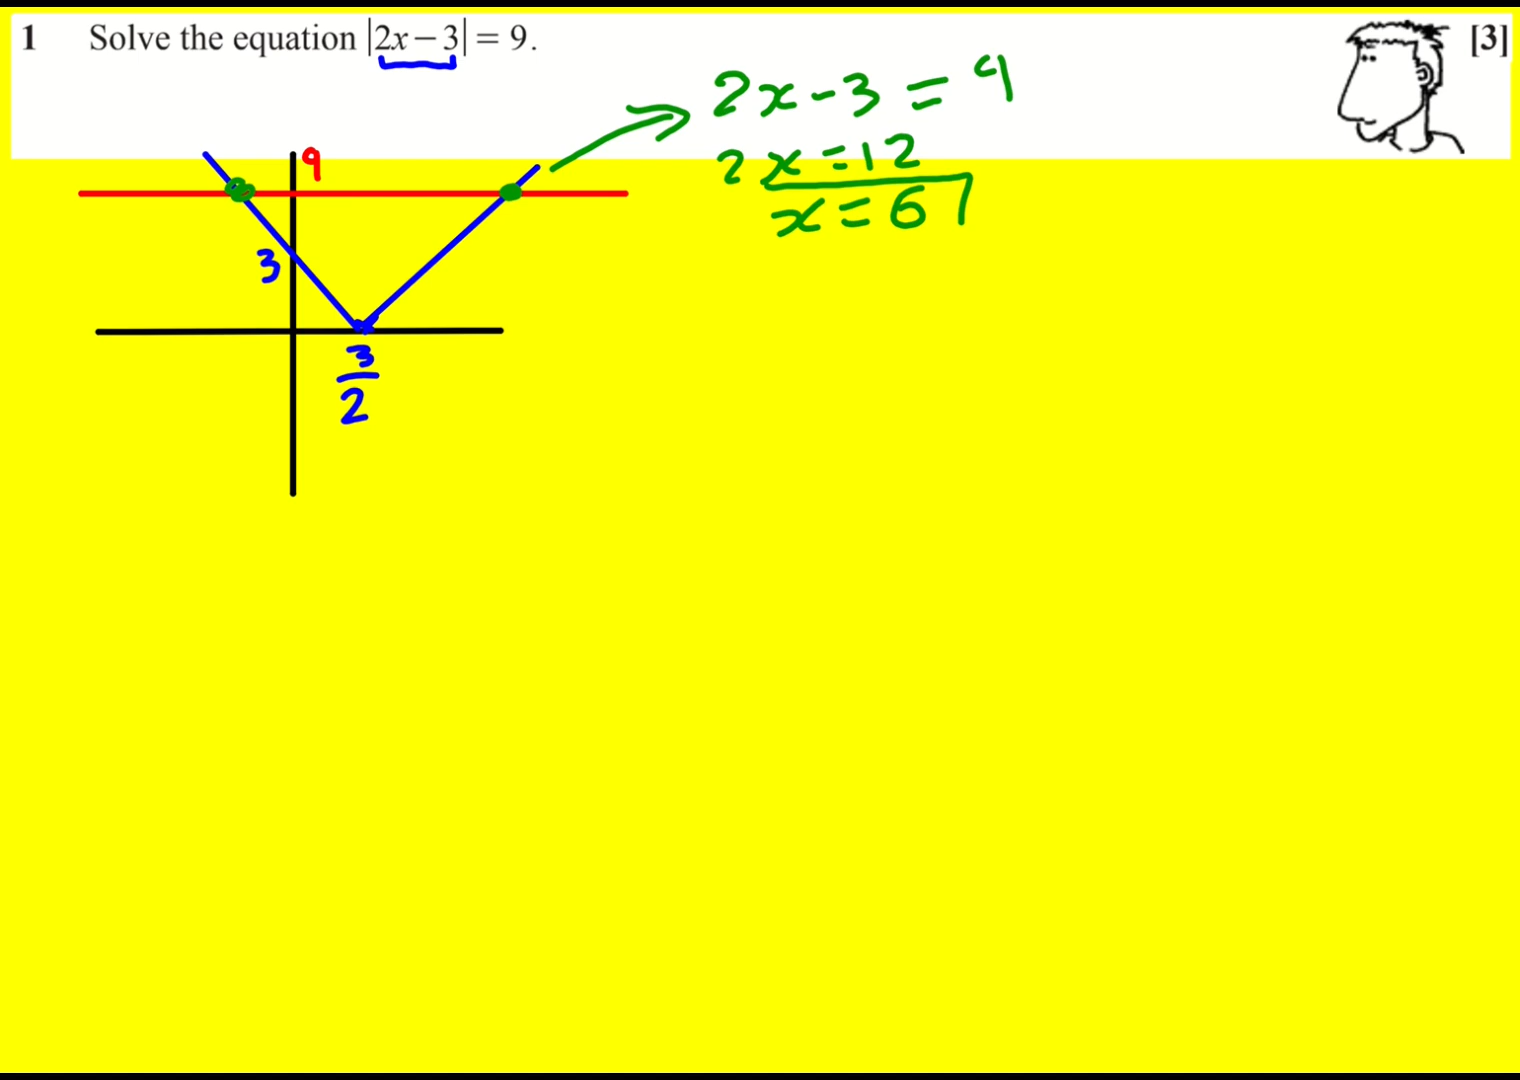 1 Solve the equation |2x − 3| = 9. [3]
2x - 3 = 9
2x = 12
x = 6
9
3
3/2